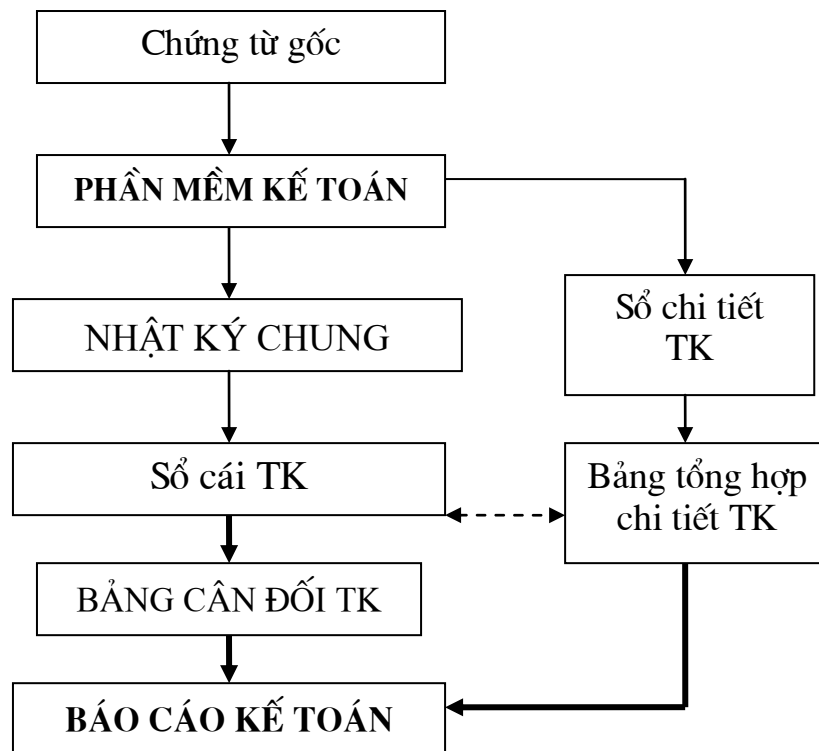 Chứng từ gốc
PHẦN MỀM KẾ TOÁN
NHẬT KÝ CHUNG
Sổ chi tiết
TK
Sổ cái TK
Bảng tổng hợp
chi tiết TK
BẢNG CÂN ĐỐI TK
BÁO CÁO KẾ TOÁN